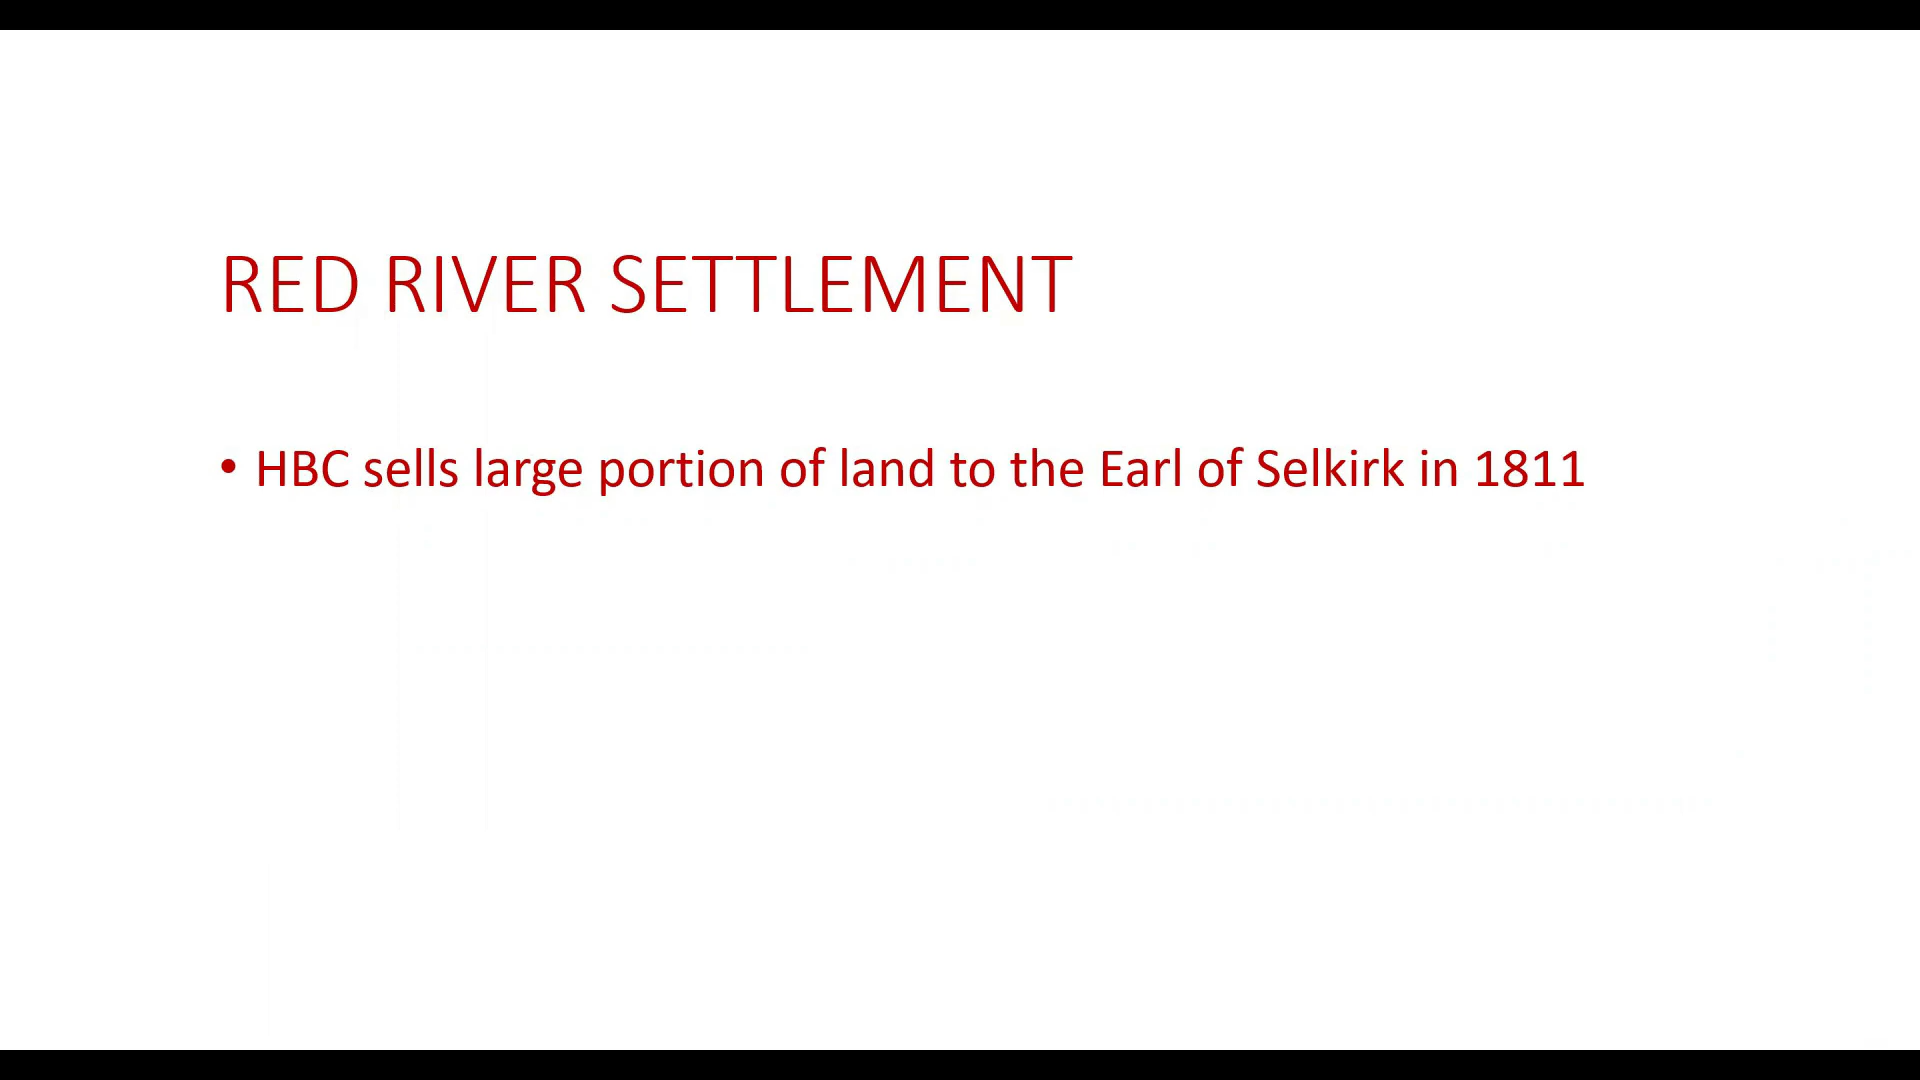 RED RIVER SETTLEMENT
• HBC sells large portion of land to the Earl of Selkirk in 1811